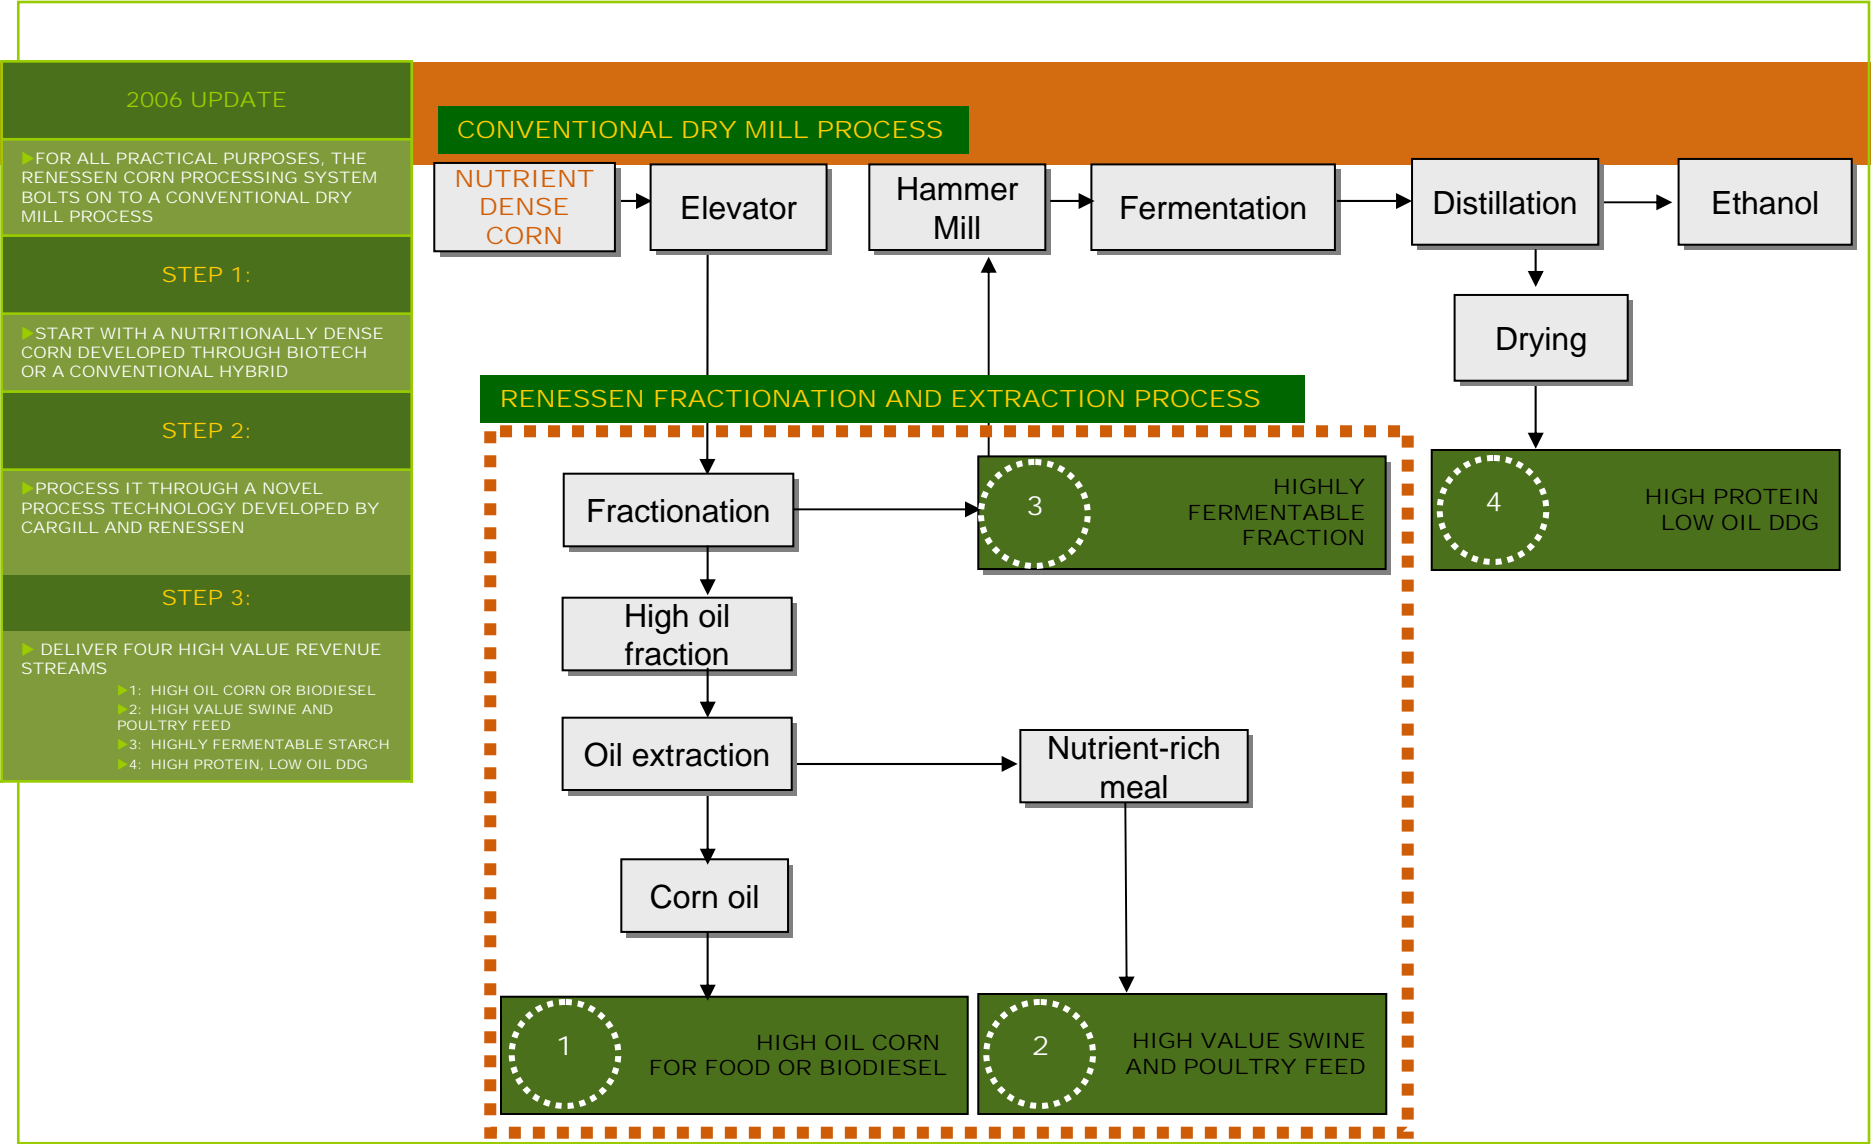 2006 UPDATE
▶FOR ALL PRACTICAL PURPOSES, THE
RENESSEN CORN PROCESSING SYSTEM
BOLTS ON TO A CONVENTIONAL DRY
MILL PROCESS
STEP 1:
▶START WITH A NUTRITIONALLY DENSE
CORN DEVELOPED THROUGH BIOTECH
OR A CONVENTIONAL HYBRID
STEP 2:
▶PROCESS IT THROUGH A NOVEL
PROCESS TECHNOLOGY DEVELOPED BY
CARGILL AND RENESSEN
STEP 3:
▶ DELIVER FOUR HIGH VALUE REVENUE
STREAMS
▶1: HIGH OIL CORN OR BIODIESEL
▶2: HIGH VALUE SWINE AND
POULTRY FEED
▶3: HIGHLY FERMENTABLE STARCH
▶4: HIGH PROTEIN, LOW OIL DDG
CONVENTIONAL DRY MILL PROCESS
NUTRIENT
DENSE
CORN
Elevator
Hammer
Mill
Fermentation
Distillation
Ethanol
Drying
RENESSEN FRACTIONATION AND EXTRACTION PROCESS
Fractionation
3
HIGHLY
FERMENTABLE
FRACTION
4
HIGH PROTEIN
LOW OIL DDG
High oil
fraction
Oil extraction
Nutrient-rich
meal
Corn oil
1
HIGH OIL CORN
FOR FOOD OR BIODIESEL
2
HIGH VALUE SWINE
AND POULTRY FEED